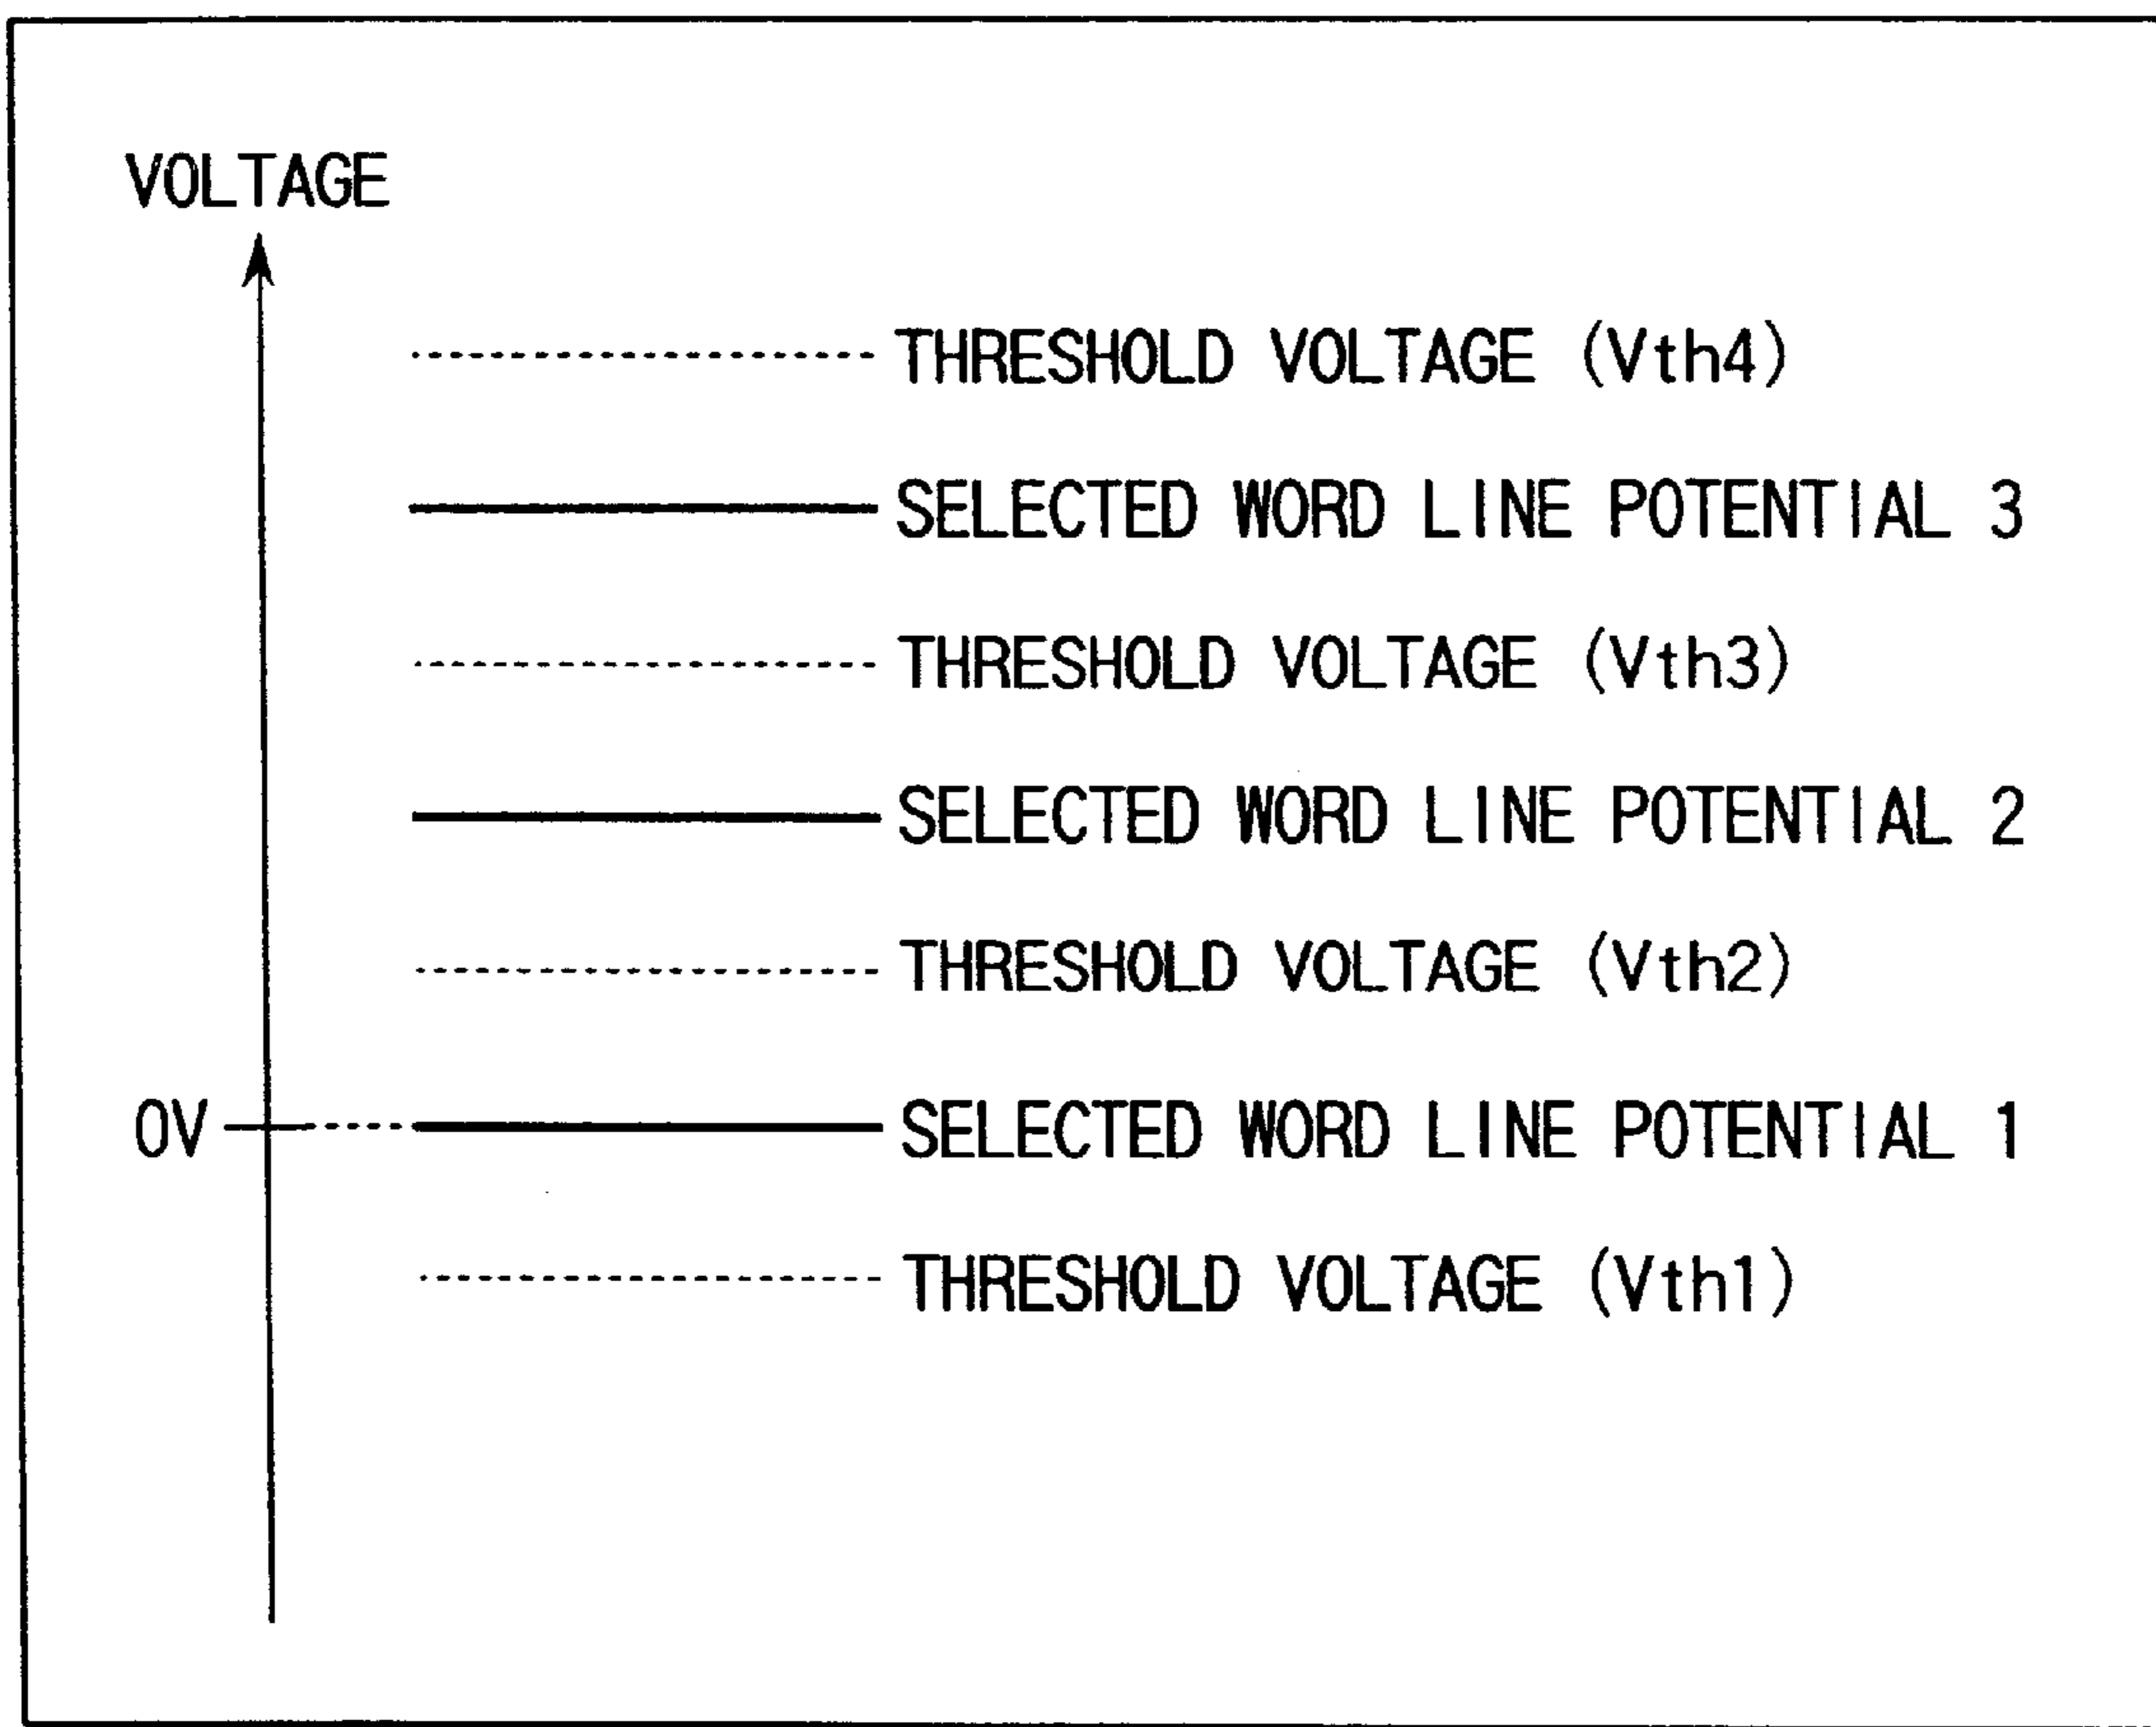 VOLTAGE
THRESHOLD VOLTAGE (Vth4)
SELECTED WORD LINE POTENTIAL 3
THRESHOLD VOLTAGE (Vth3)
SELECTED WORD LINE POTENTIAL 2
THRESHOLD VOLTAGE (Vth2)
0V SELECTED WORD LINE POTENTIAL 1
THRESHOLD VOLTAGE (Vth1)